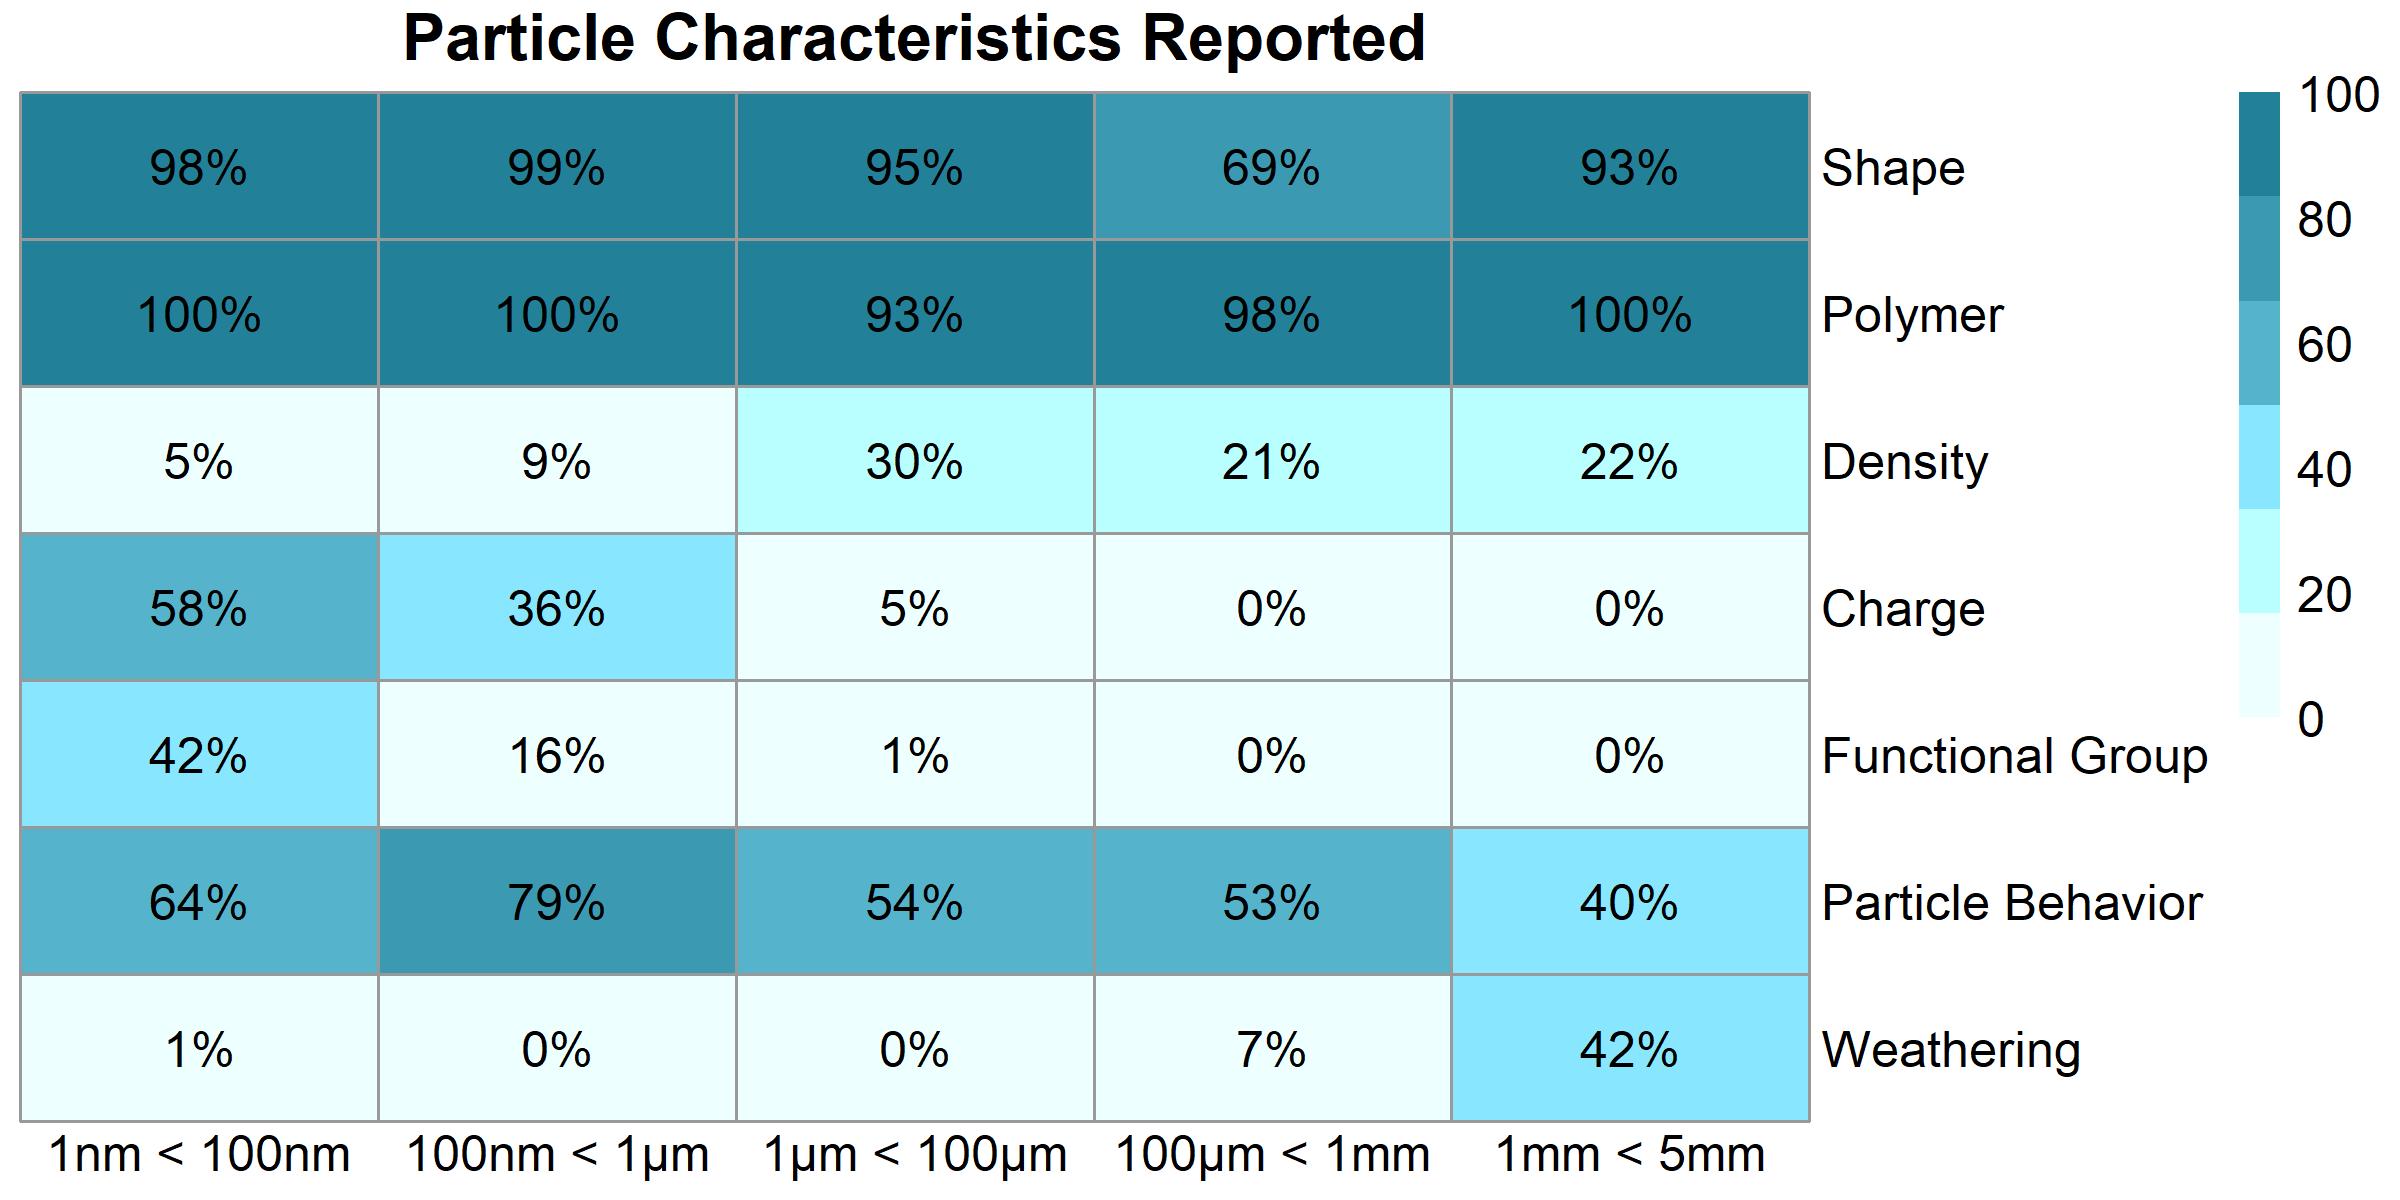 Particle Characteristics Reported
98% 99% 95% 69% 93% Shape
100% 100% 93% 98% 100% Polymer
5% 9% 30% 21% 22% Density
58% 36% 5% 0% 0% Charge
42% 16% 1% 0% 0% Functional Group
64% 79% 54% 53% 40% Particle Behavior
1% 0% 0% 7% 42% Weathering
1nm < 100nm 100nm < 1µm 1µm < 100µm 100µm < 1mm 1mm < 5mm
100
80
60
40
20
0